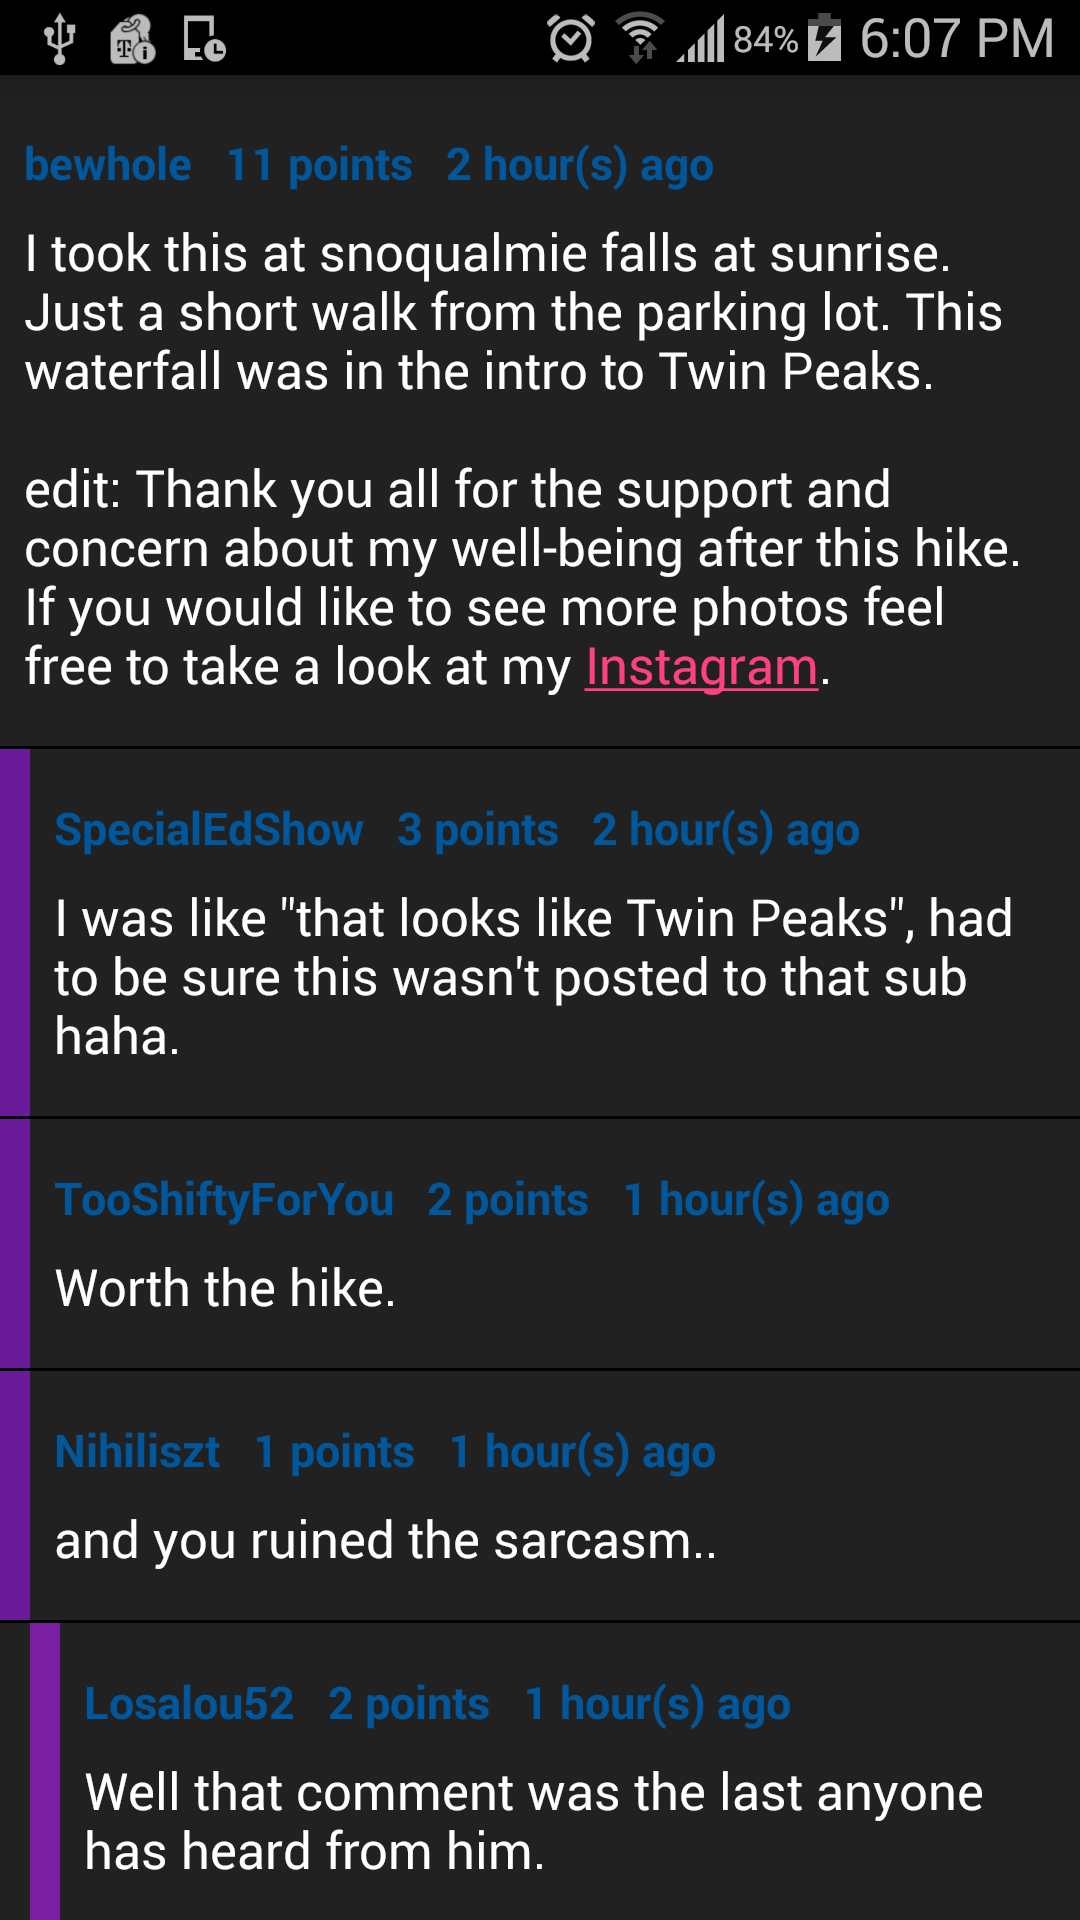 84% 6:07 PM
bewhole 11 points 2 hour(s) ago
I took this at snoqualmie falls at sunrise.
Just a short walk from the parking lot. This
waterfall was in the intro to Twin Peaks.
edit: Thank you all for the support and
concern about my well-being after this hike.
If you would like to see more photos feel
free to take a look at my Instagram.
SpecialEdShow 3 points 2 hour(s) ago
I was like "that looks like Twin Peaks", had
to be sure this wasn't posted to that sub
haha.
TooShiftyForYou 2 points 1 hour(s) ago
Worth the hike.
Nihiliszt 1 points 1 hour(s) ago
and you ruined the sarcasm..
Losalou52 2 points 1 hour(s) ago
Well that comment was the last anyone
has heard from him.